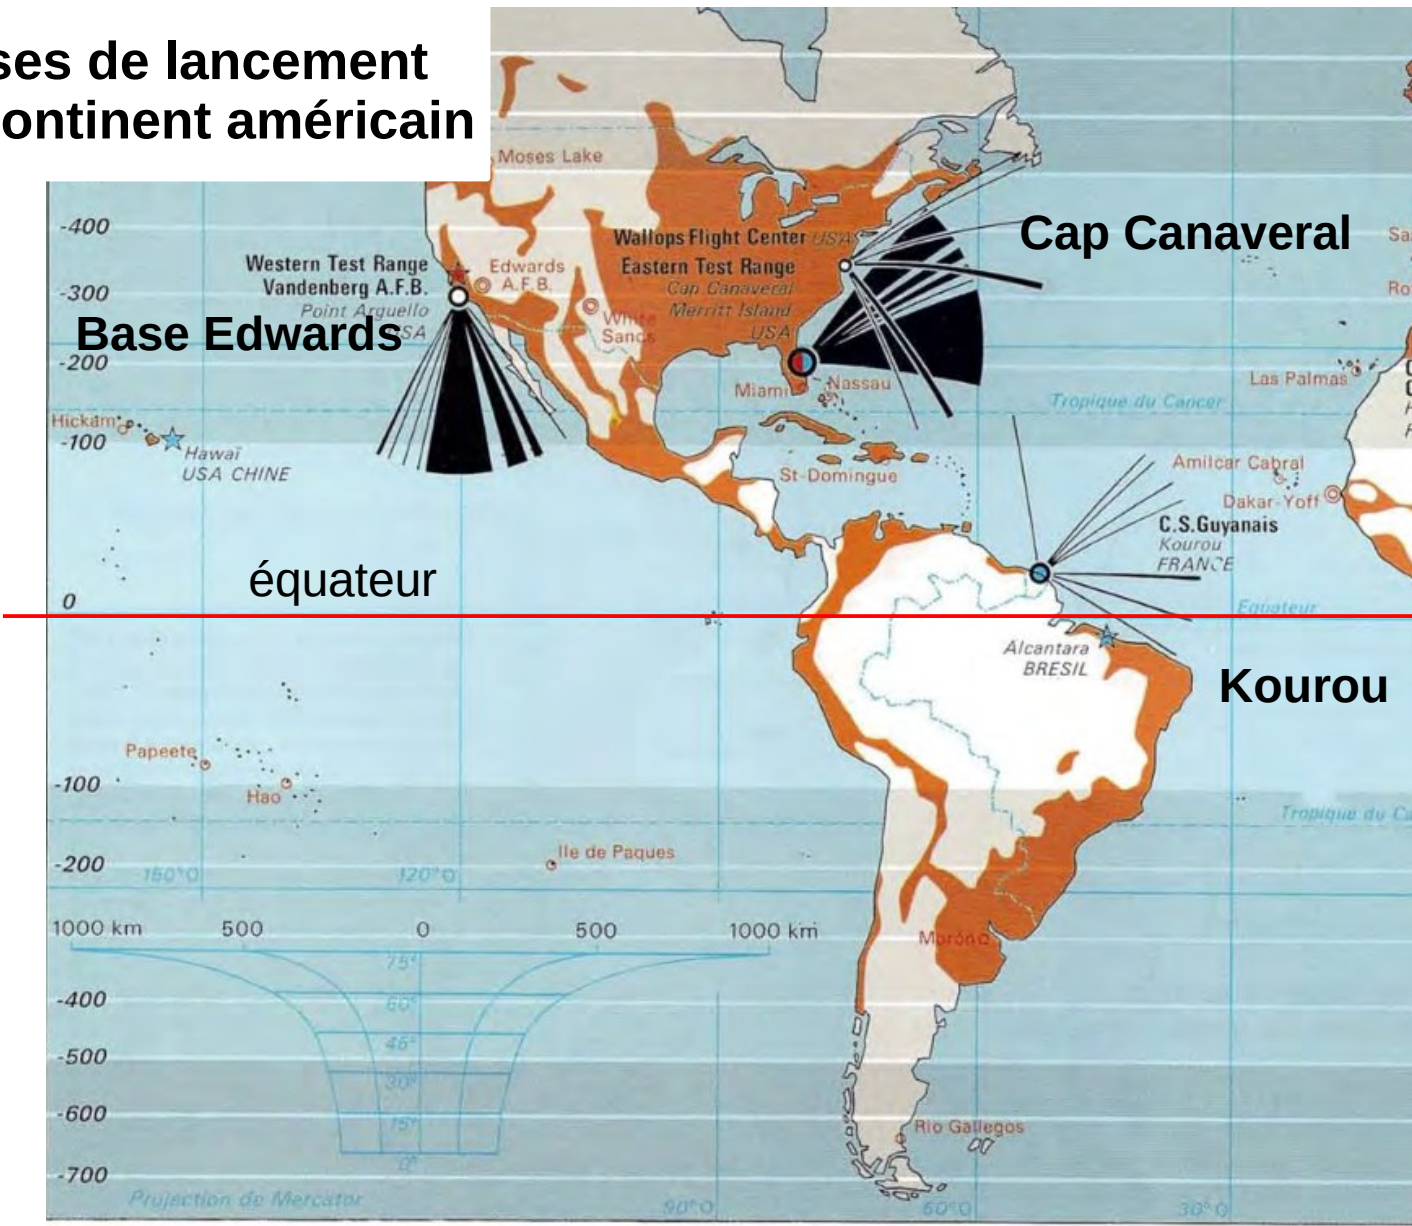 ses de lancement
ontinent américain
Moses Lake
-400
Wallops Flight Center USA
Cap Canaveral
Western Test Range
Edwards
Eastern Test Range
Vandenberg A.F.B.
A.F.B.
Cap Canaveral
-300
Point Arguello
White
Merritt Island
USA
Sands
USA
Base Edwards
-200
Miami
Nassau
Las Palmas
Tropique du Cancer
Hickam
-100
Hawaï
USA CHINE
St-Domingue
Amilcar Cabral
Dakar-Yoff
C.S.Guyanais
Kourou
FRANCE
équateur
0
Equateur
Alcantara
BRESIL
Kourou
Papeete
Hao
-100
Tropique du Ca
Ile de Paques
-200
150°O
120°O
1000 km
500
0
500
1000 km
Morón
75°
-400
60°
45°
-500
30°
-600
15°
Rio Gallegos
0°
-700
Projection de Mercator
90°O
60°O
30°O